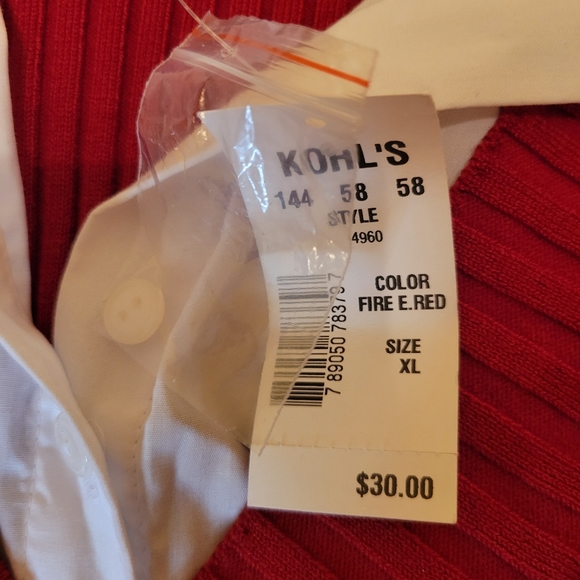 KOHL'S
144 58 58
STYLE
4960
COLOR
FIRE E.RED
SIZE
XL
7 89050 78379 7
$30.00